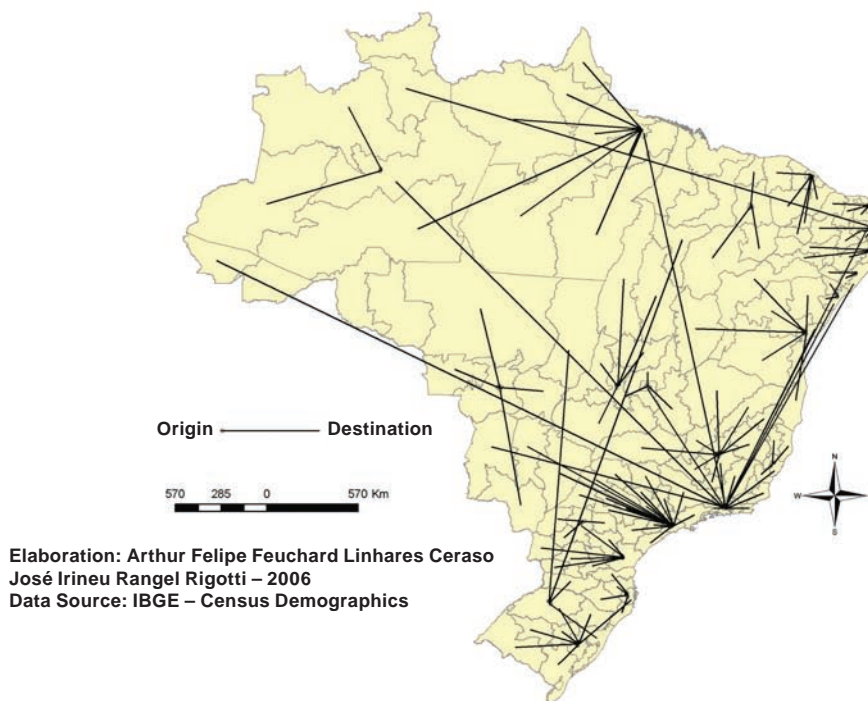 Origin Destination
570 285 0 570 Km
N
W E
S
Elaboration: Arthur Felipe Feuchard Linhares Ceraso
José Irineu Rangel Rigotti – 2006
Data Source: IBGE – Census Demographics